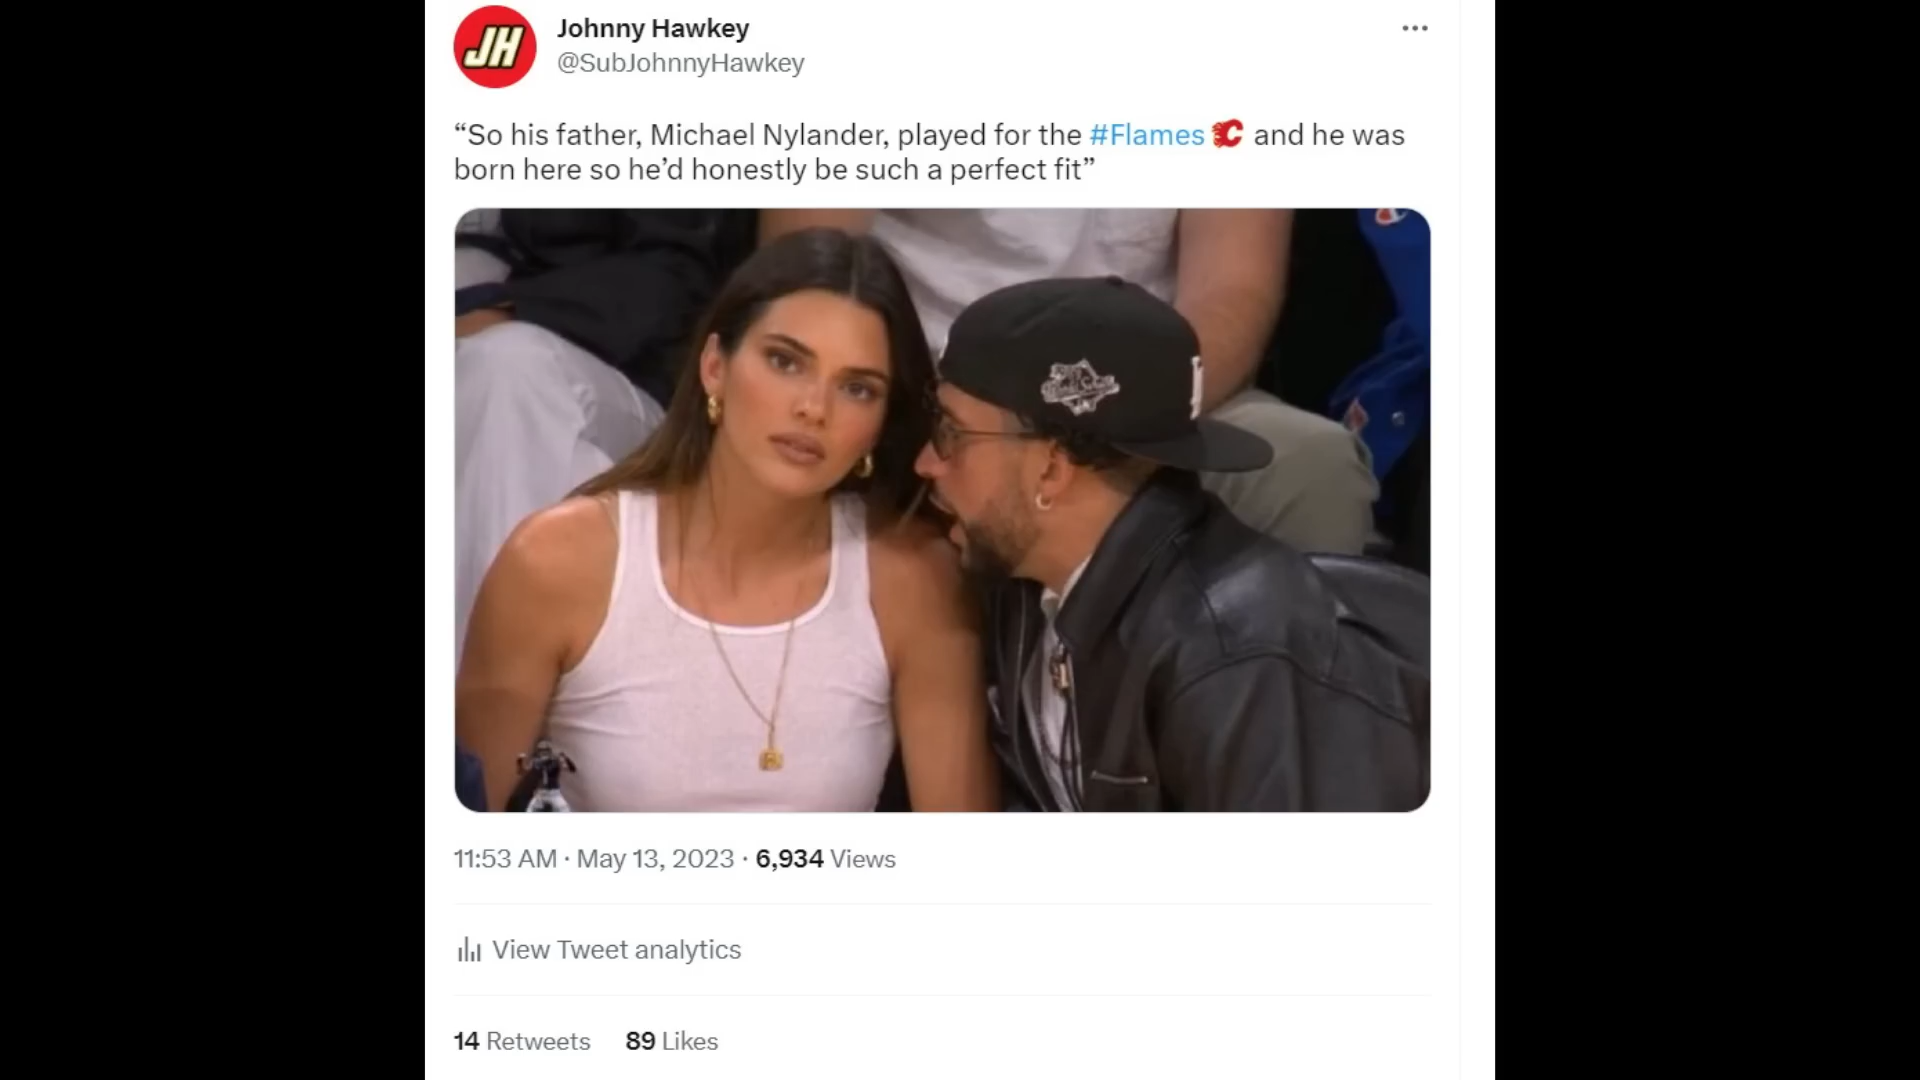 JH
Johnny Hawkey
@SubJohnnyHawkey
“So his father, Michael Nylander, played for the #Flames and he was
born here so he’d honestly be such a perfect fit”
11:53 AM · May 13, 2023 · 6,934 Views
View Tweet analytics
14 Retweets 89 Likes